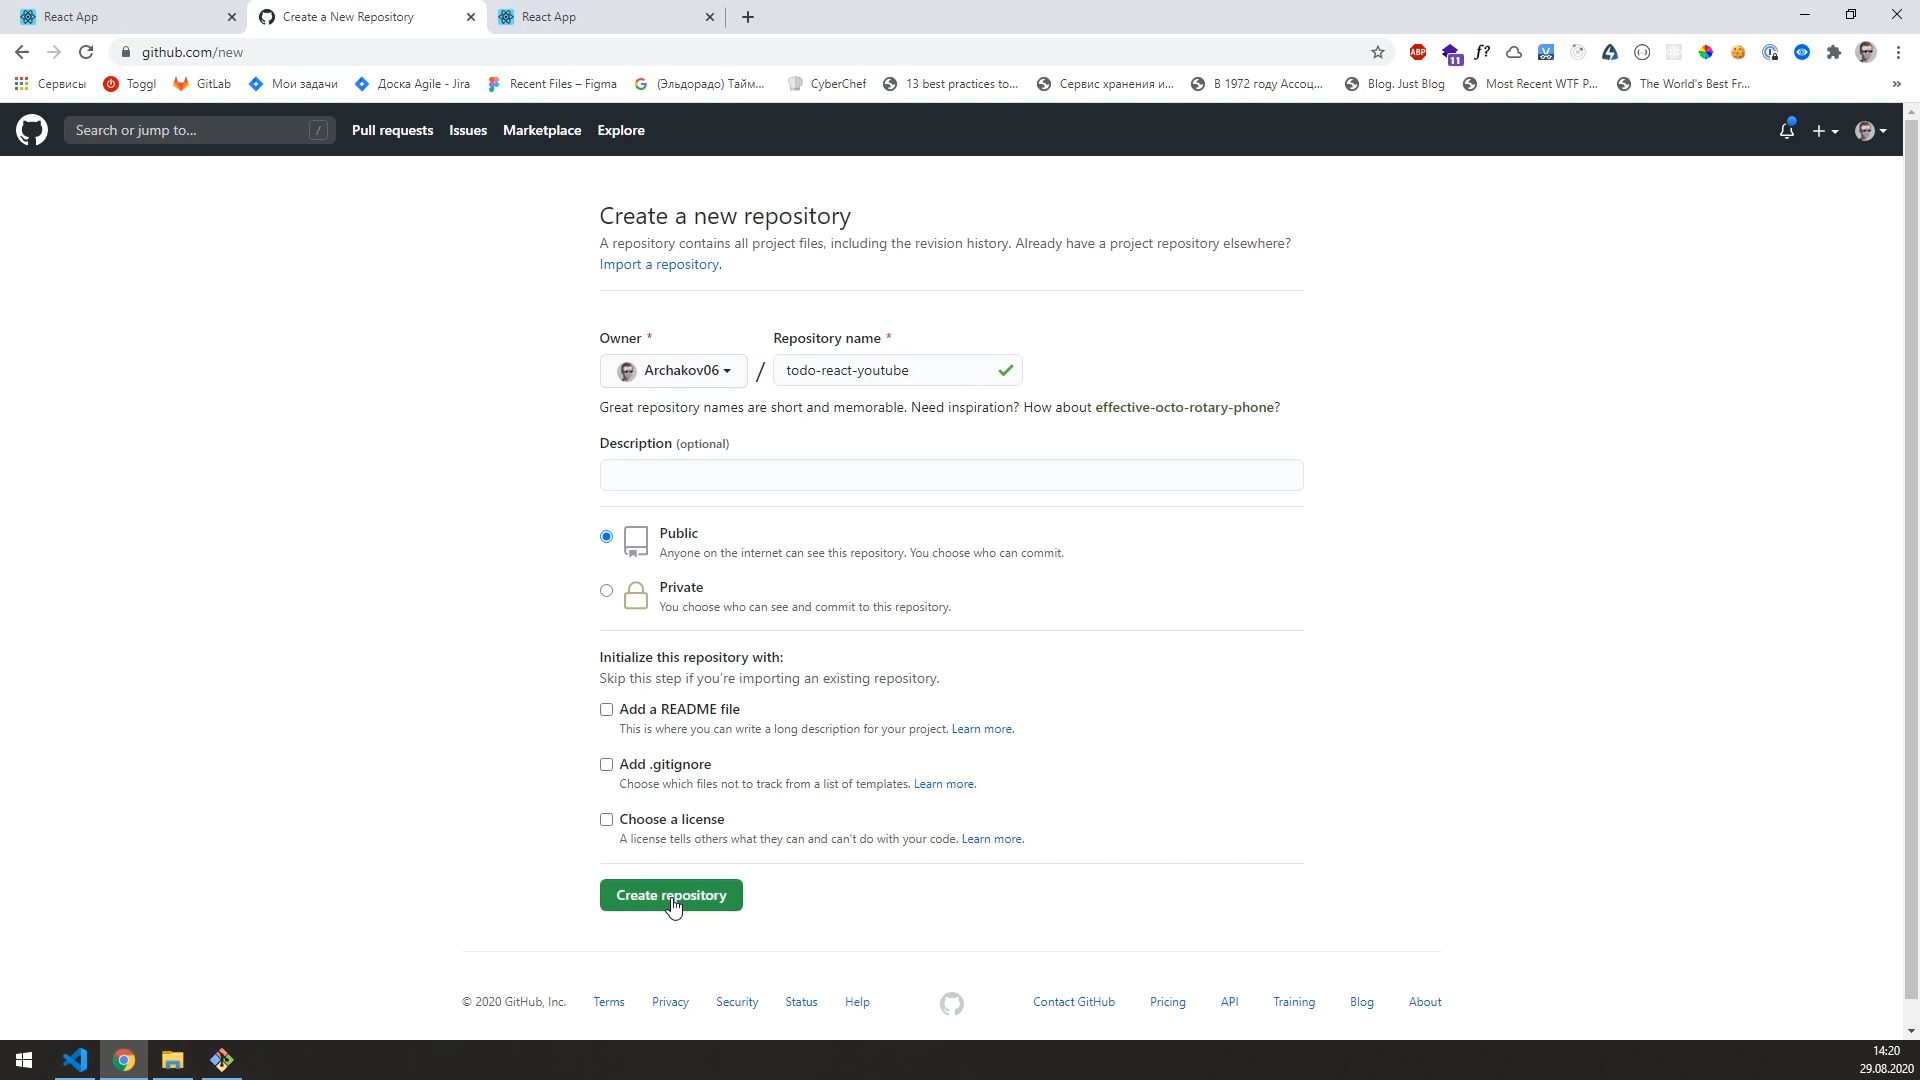 React App
Create a New Repository
React App
github.com/new
ABP
11
f?
Сервисы
Toggl
GitLab
Мои задачи
Доска Agile - Jira
Recent Files – Figma
(Эльдорадо) Тайм...
CyberChef
13 best practices to...
Сервис хранения и...
В 1972 году Ассоц...
Blog. Just Blog
Most Recent WTF P...
The World's Best Fr...
»
Search or jump to...
/
Pull requests
Issues
Marketplace
Explore
Create a new repository
A repository contains all project files, including the revision history. Already have a project repository elsewhere?
Import a repository.
Owner *
Repository name *
Archakov06
/
todo-react-youtube
Great repository names are short and memorable. Need inspiration? How about effective-octo-rotary-phone?
Description (optional)
Public
Anyone on the internet can see this repository. You choose who can commit.
Private
You choose who can see and commit to this repository.
Initialize this repository with:
Skip this step if you're importing an existing repository.
Add a README file
This is where you can write a long description for your project. Learn more.
Add .gitignore
Choose which files not to track from a list of templates. Learn more.
Choose a license
A license tells others what they can and can't do with your code. Learn more.
Create repository
© 2020 GitHub, Inc.
Terms
Privacy
Security
Status
Help
Contact GitHub
Pricing
API
Training
Blog
About
14:20
29.08.2020